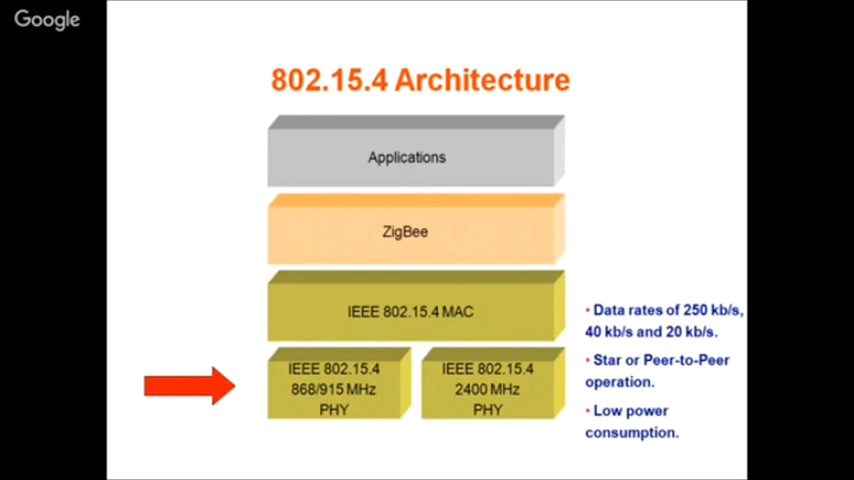 Google
802.15.4 Architecture
Applications
ZigBee
IEEE 802.15.4 MAC
IEEE 802.15.4
868/915 MHz
PHY
IEEE 802.15.4
2400 MHz
PHY
• Data rates of 250 kb/s,
40 kb/s and 20 kb/s.
• Star or Peer-to-Peer
operation.
• Low power
consumption.